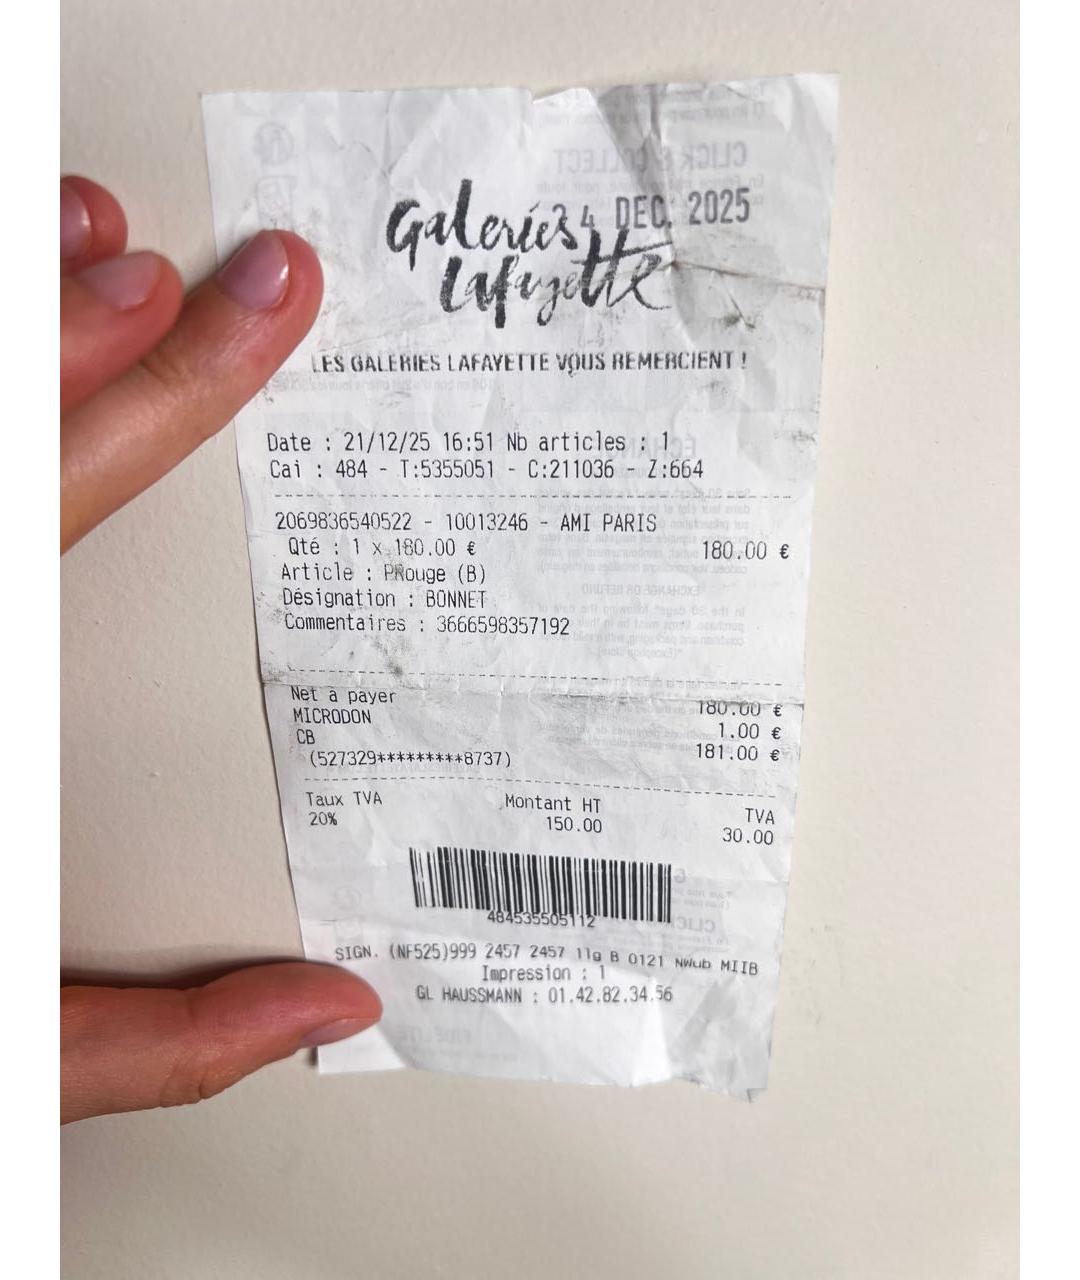 Galeries
Lafayette
24 DEC. 2025
LES GALERIES LAFAYETTE VOUS REMERCIENT !
Date : 21/12/25 16:51 Nb articles : 1
Cai : 484 - T:5355051 - C:211036 - Z:664
2069836540522 - 10013246 - AMI PARIS
Qté : 1 x 180.00 € 180.00 €
Article : PRouge (B)
Désignation : BONNET
Commentaires : 3666598357192
Net à payer 180.00 €
MICRODON 1.00 €
CB 181.00 €
(527329*********8737)
Taux TVA Montant HT TVA
20% 150.00 30.00
484535505112
SIGN. (NF525)999 2457 2457 11g B 0121 NWub MIIB
Impression : 1
GL HAUSSMANN : 01.42.82.34.56